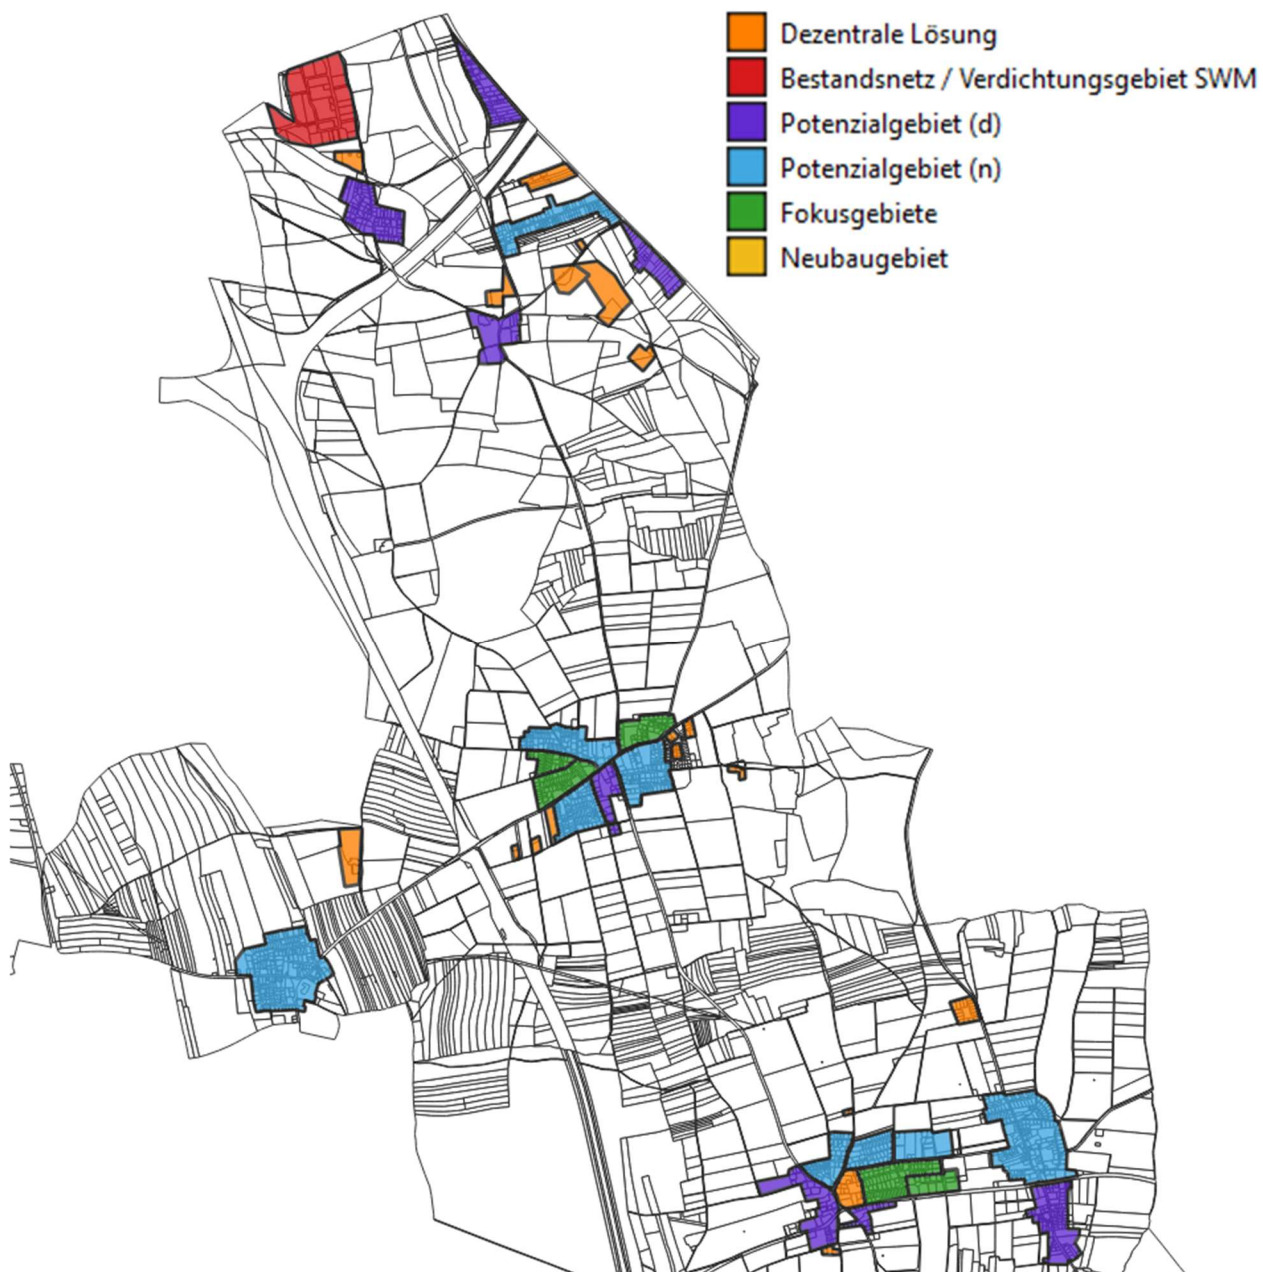 Dezentrale Lösung
Bestandsnetz / Verdichtungsgebiet SWM
Potenzialgebiet (d)
Potenzialgebiet (n)
Fokusgebiete
Neubaugebiet